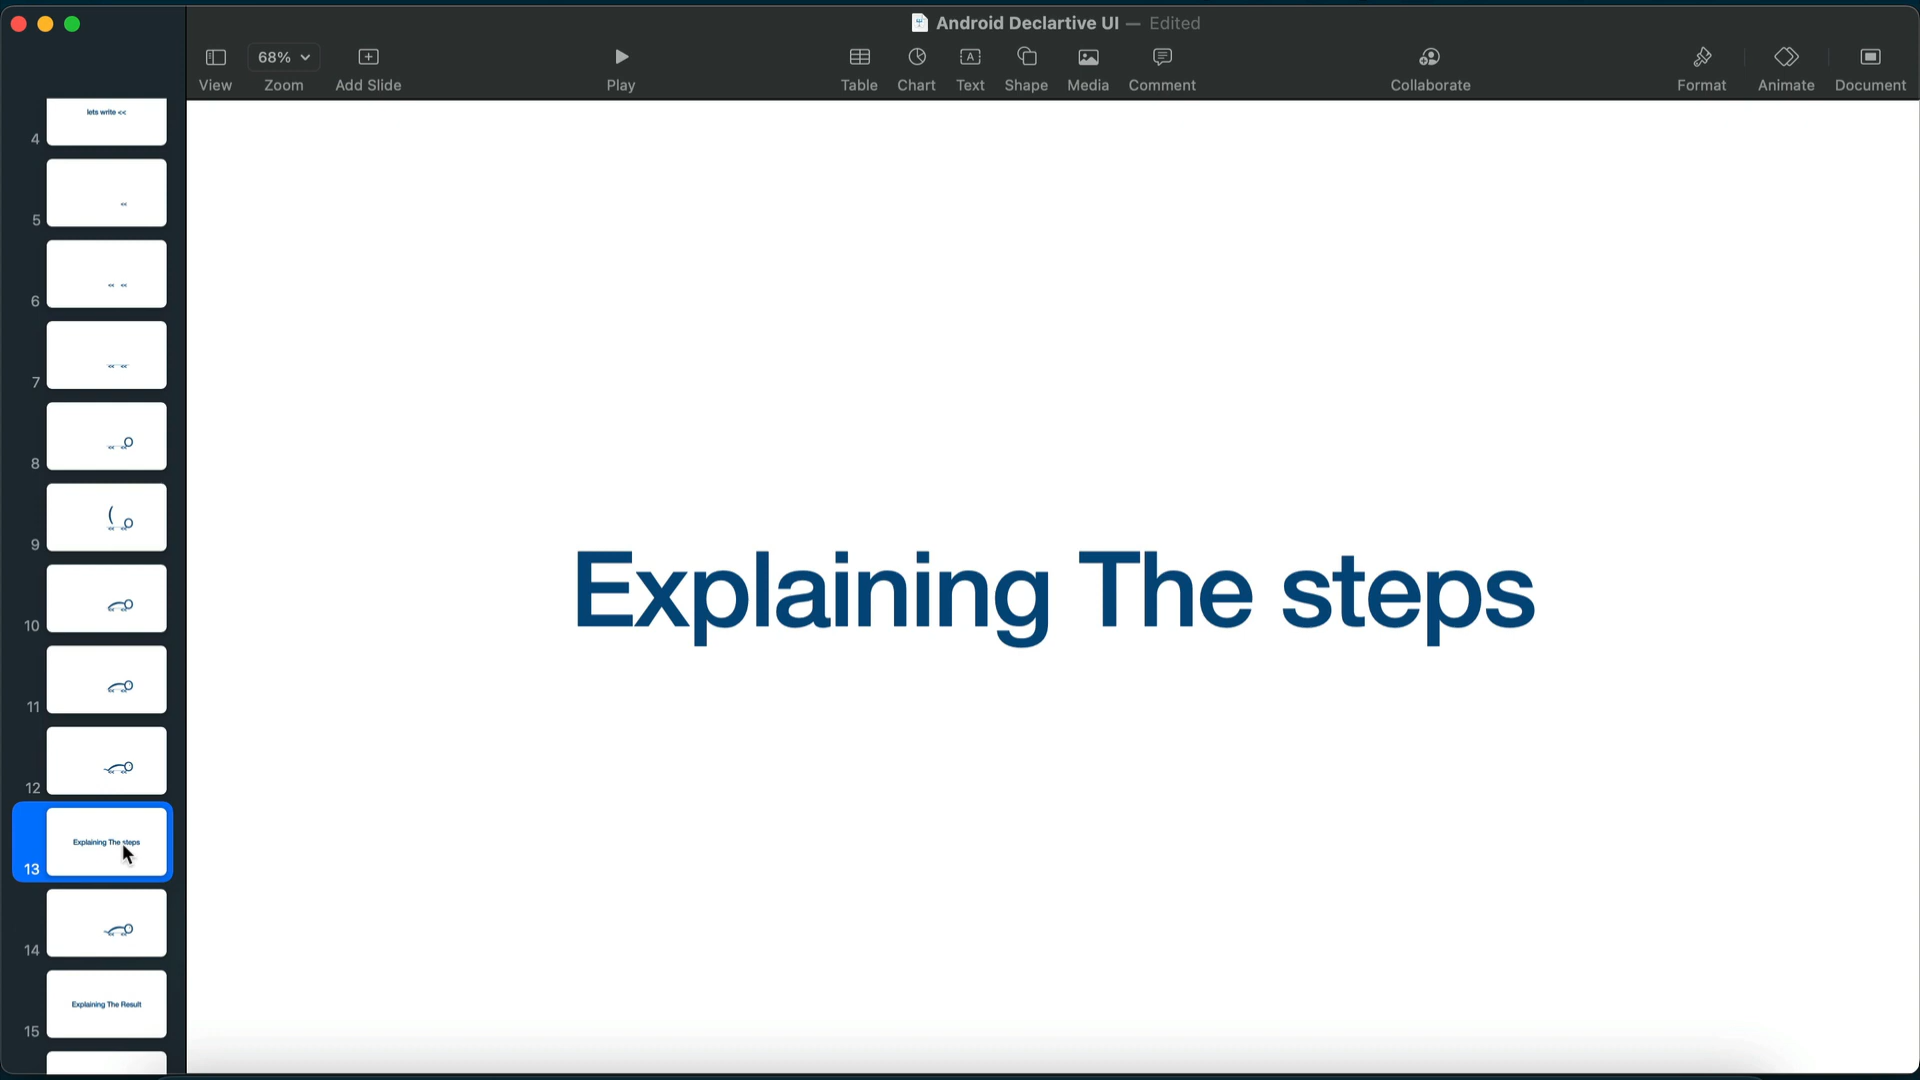 Android Declartive UI — Edited
68%
View
Zoom
Add Slide
Play
Table
Chart
Text
Shape
Media
Comment
Collaborate
Format
Animate
Document
lets write <<
4
<<
5
<< <<
6
<< <<
7
8
9
10
11
12
Explaining The steps
13
14
Explaining The Result
15
Explaining The steps